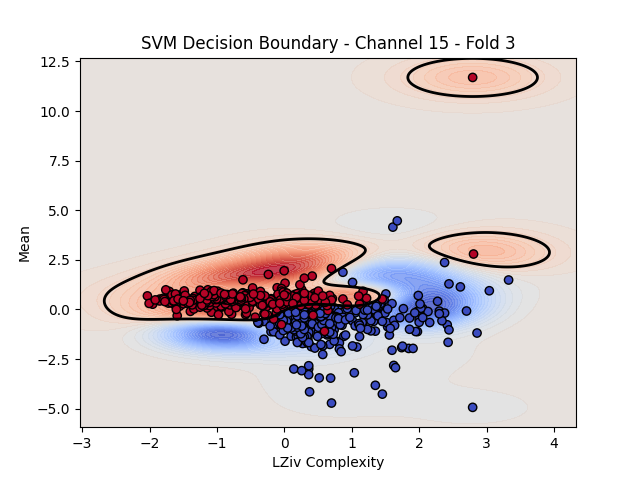 SVM Decision Boundary - Channel 15 - Fold 3
12.5
10.0
7.5
5.0
2.5
0.0
−2.5
−5.0
Mean
−3 −2 −1 0 1 2 3 4
LZiv Complexity